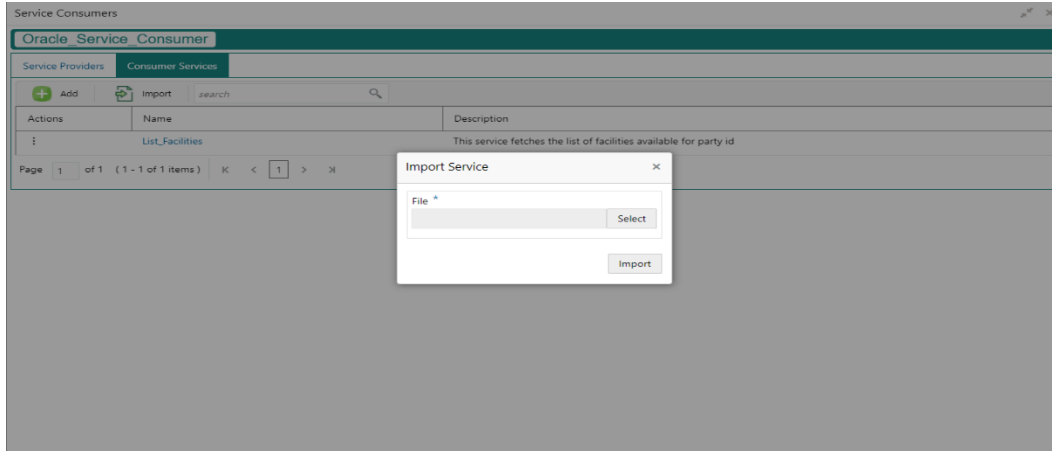 Service Consumers
Oracle_Service_Consumer
Service Providers Consumer Services
Add Import search
Actions Name Description
List_Facilities This service fetches the list of facilities available for party id
Page 1 of 1 (1 - 1 of 1 items) K < 1 > >|
Import Service ×
File *
Select
Import